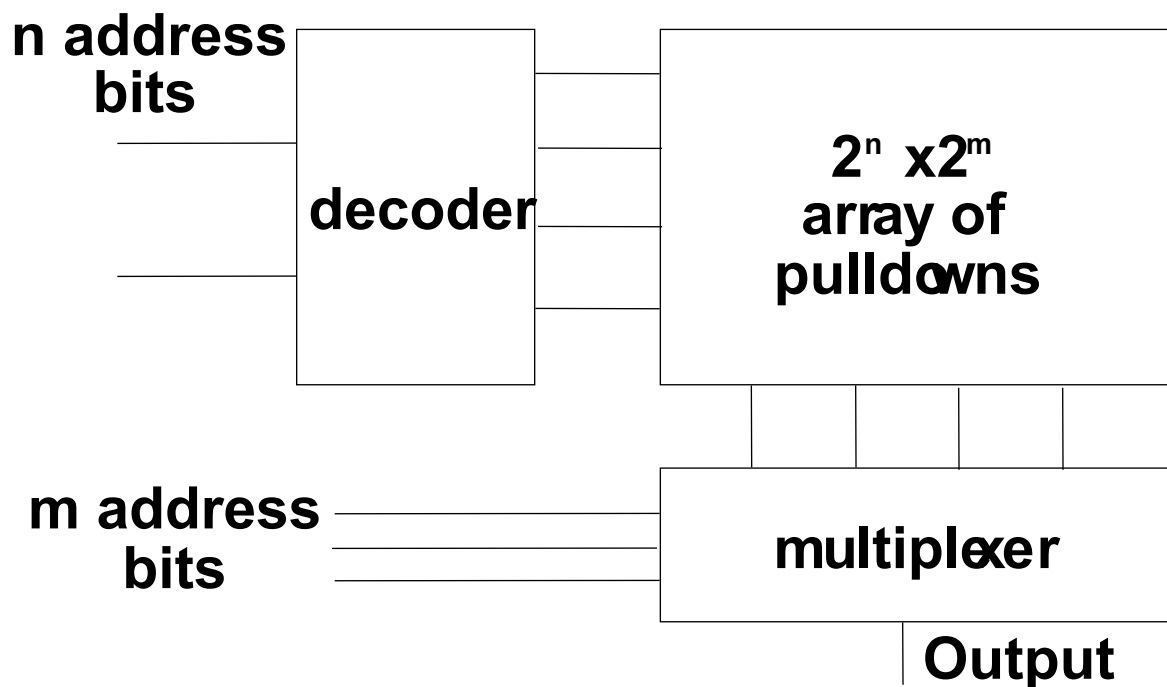 n address
bits
decoder
2ⁿ x2ᵐ
array of
pulldowns
m address
bits
multiplexer
Output